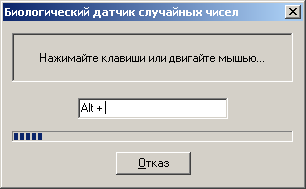 Биологический датчик случайных чисел
Нажимайте клавиши или двигайте мышью...
Alt +
Отказ